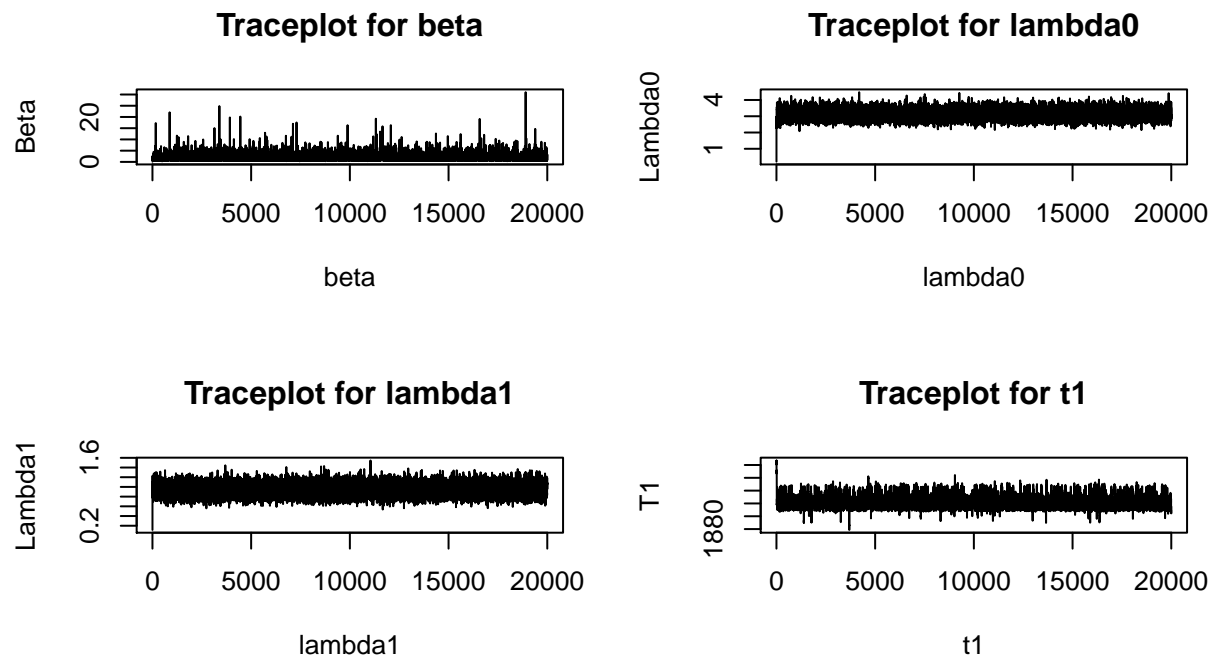 Traceplot for beta
Beta
20
0
0 5000 10000 15000 20000
beta
Traceplot for lambda0
Lambda0
4
1
0 5000 10000 15000 20000
lambda0
Traceplot for lambda1
Lambda1
1.6
0.2
0 5000 10000 15000 20000
lambda1
Traceplot for t1
T1
1880
0 5000 10000 15000 20000
t1